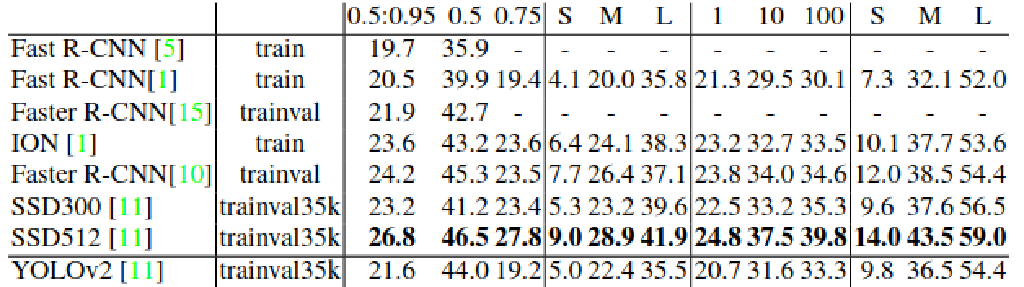 0.5:0.95 0.5 0.75 S M L 1 10 100 S M L
Fast R-CNN [5] train 19.7 35.9 - - - - - - - - - -
Fast R-CNN[1] train 20.5 39.9 19.4 4.1 20.0 35.8 21.3 29.5 30.1 7.3 32.1 52.0
Faster R-CNN[15] trainval 21.9 42.7 - - - - - - - - - -
ION [1] train 23.6 43.2 23.6 6.4 24.1 38.3 23.2 32.7 33.5 10.1 37.7 53.6
Faster R-CNN[10] trainval 24.2 45.3 23.5 7.7 26.4 37.1 23.8 34.0 34.6 12.0 38.5 54.4
SSD300 [11] trainval35k 23.2 41.2 23.4 5.3 23.2 39.6 22.5 33.2 35.3 9.6 37.6 56.5
SSD512 [11] trainval35k 26.8 46.5 27.8 9.0 28.9 41.9 24.8 37.5 39.8 14.0 43.5 59.0
YOLOv2 [11] trainval35k 21.6 44.0 19.2 5.0 22.4 35.5 20.7 31.6 33.3 9.8 36.5 54.4